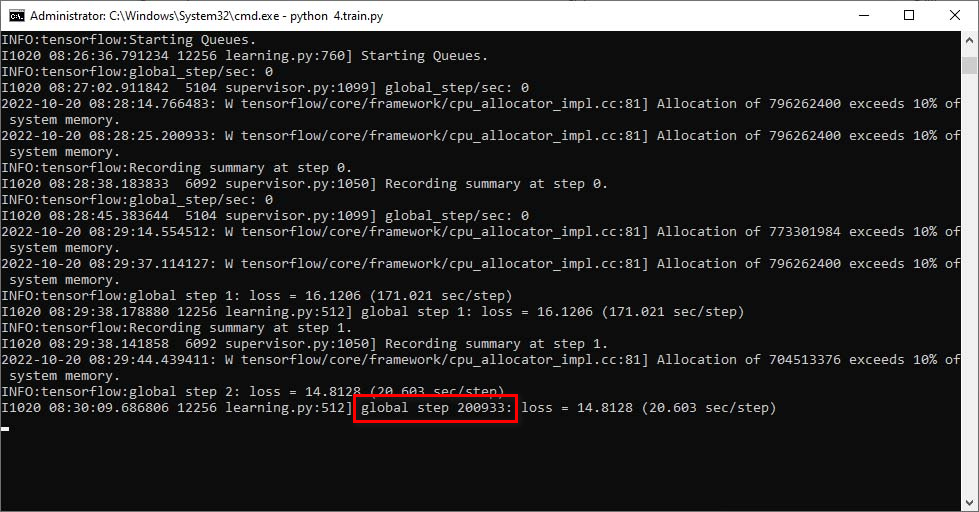 Administrator: C:\Windows\System32\cmd.exe - python  4.train.py
INFO:tensorflow:Starting Queues.
I1020 08:26:36.791234 12256 learning.py:760] Starting Queues.
INFO:tensorflow:global_step/sec: 0
I1020 08:27:02.911842  5104 supervisor.py:1099] global_step/sec: 0
2022-10-20 08:28:14.766483: W tensorflow/core/framework/cpu_allocator_impl.cc:81] Allocation of 796262400 exceeds 10% of
 system memory.
2022-10-20 08:28:25.200933: W tensorflow/core/framework/cpu_allocator_impl.cc:81] Allocation of 796262400 exceeds 10% of
 system memory.
INFO:tensorflow:Recording summary at step 0.
I1020 08:28:38.183833  6092 supervisor.py:1050] Recording summary at step 0.
INFO:tensorflow:global_step/sec: 0
I1020 08:28:45.383644  5104 supervisor.py:1099] global_step/sec: 0
2022-10-20 08:29:14.554512: W tensorflow/core/framework/cpu_allocator_impl.cc:81] Allocation of 773301984 exceeds 10% of
 system memory.
2022-10-20 08:29:37.114127: W tensorflow/core/framework/cpu_allocator_impl.cc:81] Allocation of 796262400 exceeds 10% of
 system memory.
INFO:tensorflow:global step 1: loss = 16.1206 (171.021 sec/step)
I1020 08:29:38.178880 12256 learning.py:512] global step 1: loss = 16.1206 (171.021 sec/step)
INFO:tensorflow:Recording summary at step 1.
I1020 08:29:38.141858  6092 supervisor.py:1050] Recording summary at step 1.
2022-10-20 08:29:44.439411: W tensorflow/core/framework/cpu_allocator_impl.cc:81] Allocation of 704513376 exceeds 10% of
 system memory.
INFO:tensorflow:global step 2: loss = 14.8128 (20.603 sec/step)
I1020 08:30:09.686806 12256 learning.py:512] global step 200933: loss = 14.8128 (20.603 sec/step)